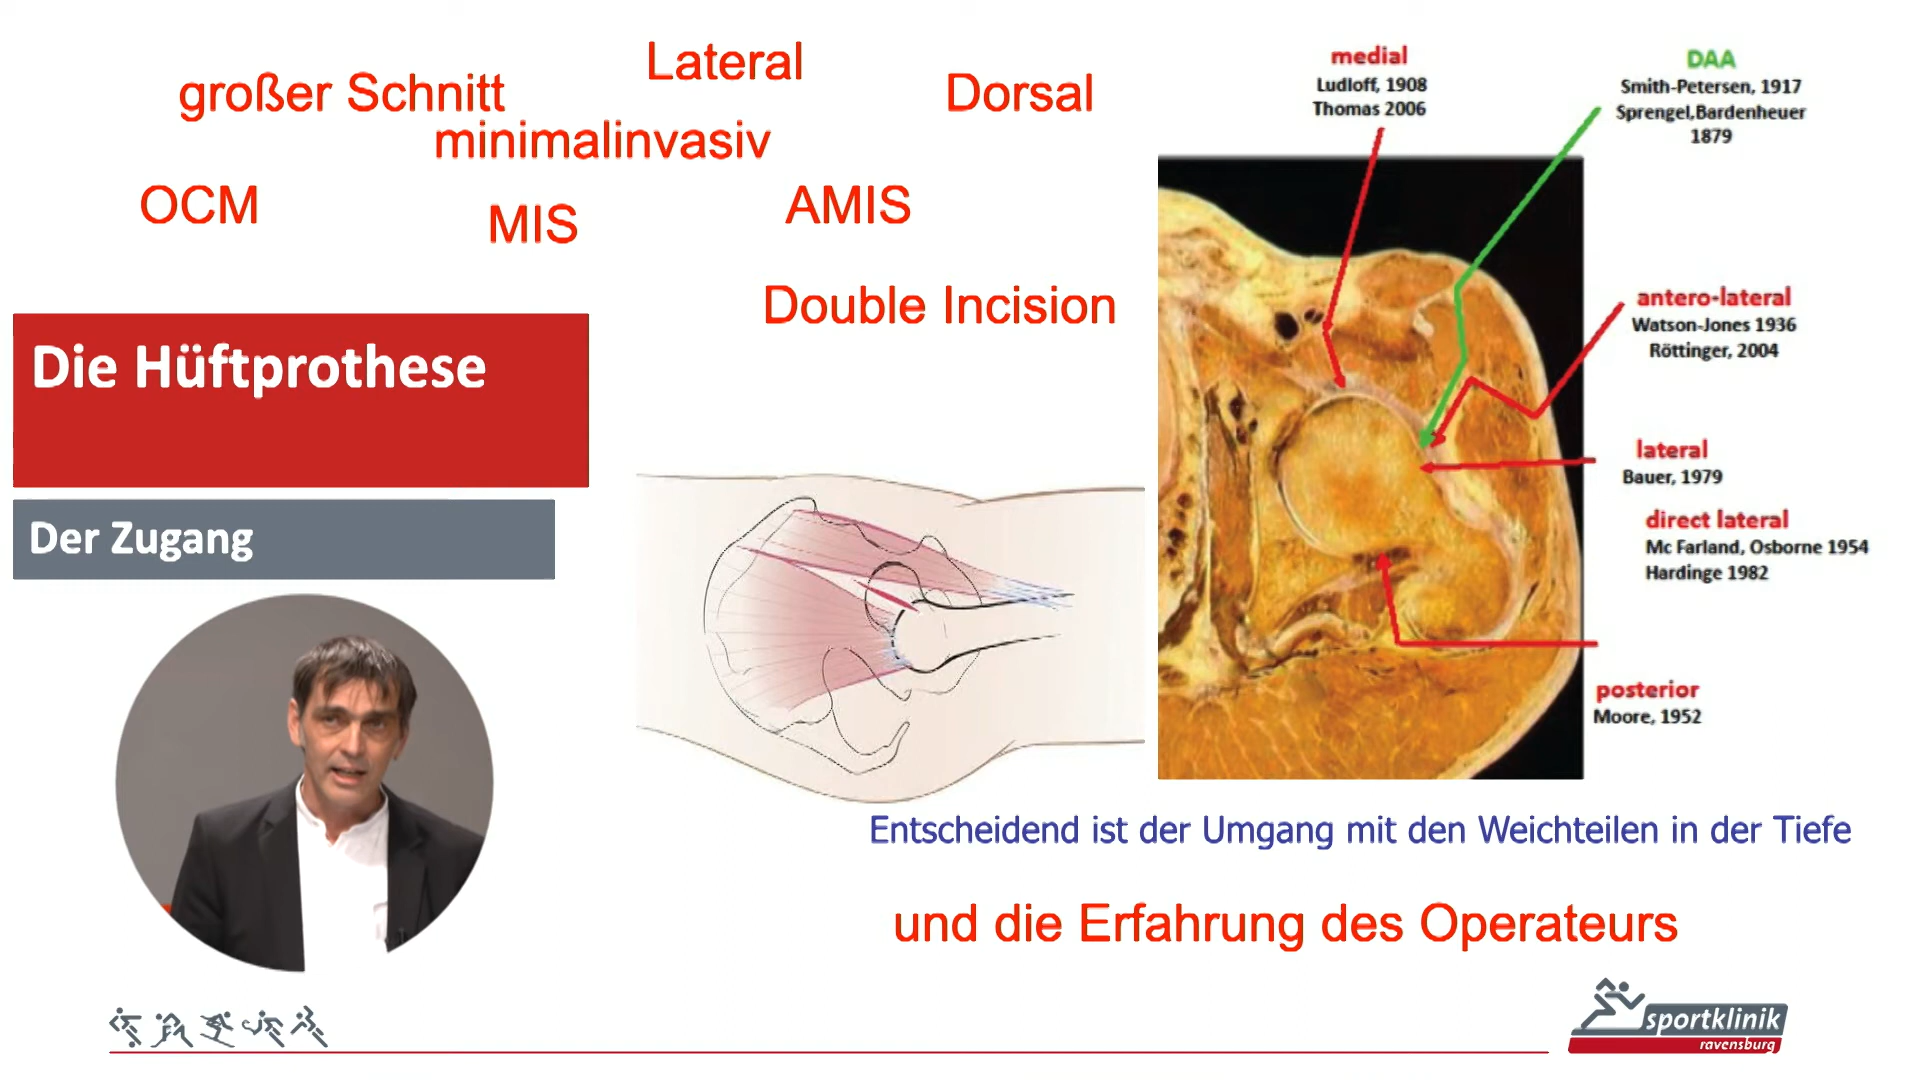 großer Schnitt
Lateral
Dorsal
minimalinvasiv
OCM
MIS
AMIS
Double Incision
Die Hüftprothese
Der Zugang
medial
Ludloff, 1908
Thomas 2006
DAA
Smith-Petersen, 1917
Sprengel,Bardenheuer
1879
antero-lateral
Watson-Jones 1936
Röttinger, 2004
lateral
Bauer, 1979
direct lateral
Mc Farland, Osborne 1954
Hardinge 1982
posterior
Moore, 1952
Entscheidend ist der Umgang mit den Weichteilen in der Tiefe
und die Erfahrung des Operateurs
sportklinik
ravensburg